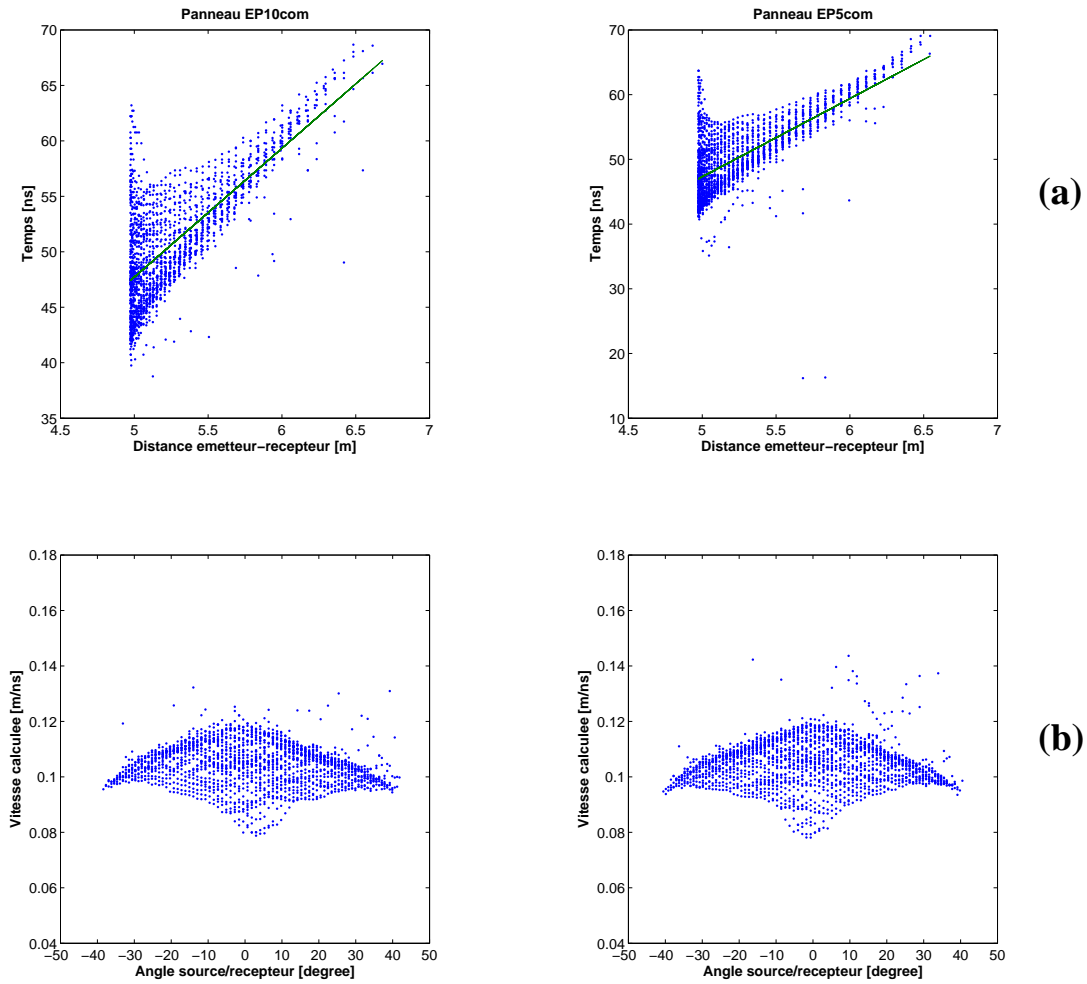 Panneau EP10com
70
65
60
55
50
45
40
35
Temps [ns]
4.5 5 5.5 6 6.5 7
Distance emetteur−recepteur [m]
Panneau EP5com
70
60
50
40
30
20
10
Temps [ns]
4.5 5 5.5 6 6.5 7
Distance emetteur−recepteur [m]
(a)
0.18
0.16
0.14
0.12
0.1
0.08
0.06
0.04
Vitesse calculee [m/ns]
−50 −40 −30 −20 −10 0 10 20 30 40 50
Angle source/recepteur [degree]
0.18
0.16
0.14
0.12
0.1
0.08
0.06
0.04
Vitesse calculee [m/ns]
−50 −40 −30 −20 −10 0 10 20 30 40 50
Angle source/recepteur [degree]
(b)